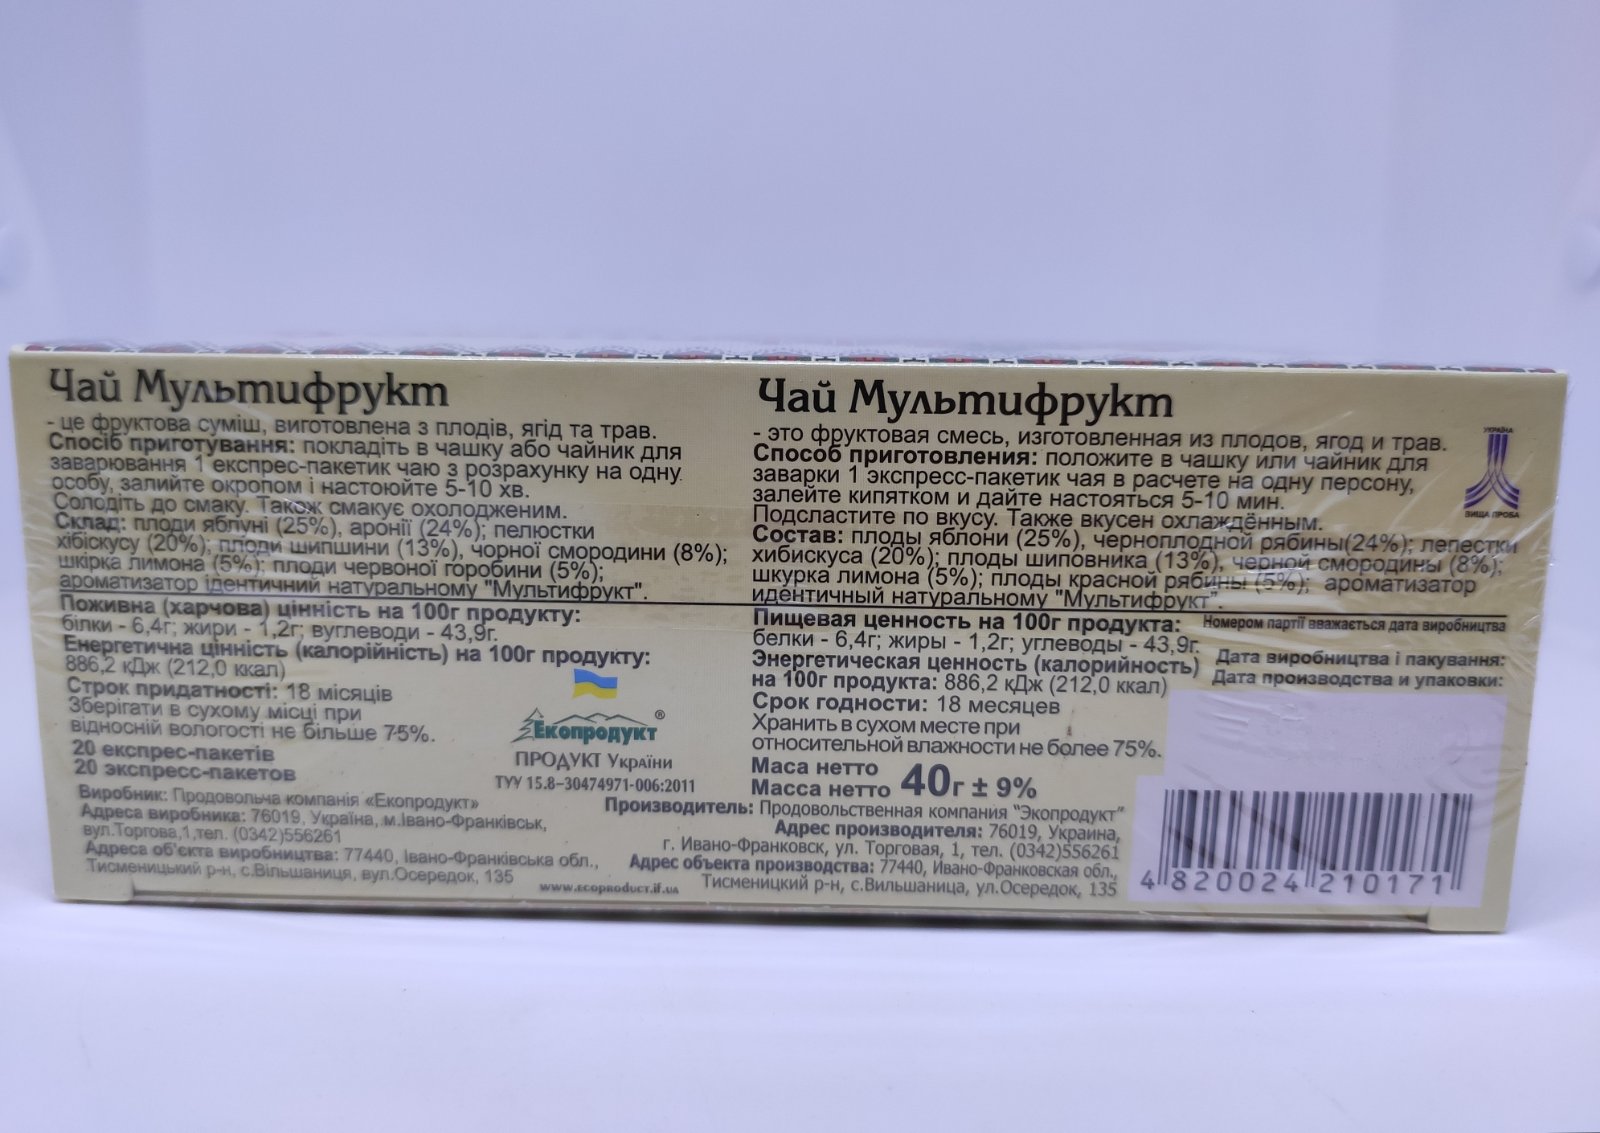 Чай Мультифрукт
- це фруктова суміш, виготовлена з плодів, ягід та трав.
Спосіб приготування: покладіть в чашку або чайник для
заварювання 1 експрес-пакетик чаю з розрахунку на одну
особу, залийте окропом і настоюйте 5-10 хв.
Солодіть до смаку. Також смакує охолодженим.
Склад: плоди яблуні (25%), аронії (24%); пелюстки
хібіскусу (20%); плоди шипшини (13%), чорної смородини (8%);
шкірка лимона (5%); плоди червоної горобини (5%);
ароматизатор ідентичний натуральному "Мультифрукт".
Поживна (харчова) цінність на 100г продукту:
білки - 6,4г; жири - 1,2г; вуглеводи - 43,9г.
Енергетична цінність (калорійність) на 100г продукту:
886,2 кДж (212,0 ккал)
Строк придатності: 18 місяців
Зберігати в сухому місці при
відносній вологості не більше 75%.
20 експрес-пакетів
20 экспресс-пакетов
Екопродукт®
ПРОДУКТ України
ТУУ 15.8-30474971-006:2011
Виробник: Продовольча компанія «Екопродукт»
Адреса виробника: 76019, Україна, м.Івано-Франківськ,
вул.Торгова,1,тел. (0342)556261
Адреса об'єкта виробництва: 77440, Івано-Франківська обл.,
Тисменицький р-н, с.Вільшаниця, вул.Осередок, 135
www.ecoproduct.if.ua
Чай Мультифрукт
- это фруктовая смесь, изготовленная из плодов, ягод и трав.
Способ приготовления: положите в чашку или чайник для
заварки 1 экспресс-пакетик чая в расчете на одну персону,
залейте кипятком и дайте настояться 5-10 мин.
Подсластите по вкусу. Также вкусен охлаждённым.
Состав: плоды яблони (25%), черноплодной рябины(24%); лепестки
хибискуса (20%); плоды шиповника (13%), черной смородины (8%);
шкурка лимона (5%); плоды красной рябины (5%); ароматизатор
идентичный натуральному "Мультифрукт".
Пищевая ценность на 100г продукта:
белки - 6,4г; жиры - 1,2г; углеводы - 43,9г.
Энергетическая ценность (калорийность)
на 100г продукта: 886,2 кДж (212,0 ккал)
Срок годности: 18 месяцев
Хранить в сухом месте при
относительной влажности не более 75%.
Маса нетто
Масса нетто 40г ± 9%
Производитель: Продовольственная компания "Экопродукт"
Адрес производителя: 76019, Украина,
г. Ивано-Франковск, ул. Торговая, 1, тел. (0342)556261
Адрес объекта производства: 77440, Ивано-Франковская обл.,
Тисменицкий р-н, с.Вильшаница, ул.Осередок, 135
УКРАЇНА
ВИЩА ПРОБА
Номером партії вважається дата виробництва
Дата виробництва і пакування:
Дата производства и упаковки:
4 820024 210171